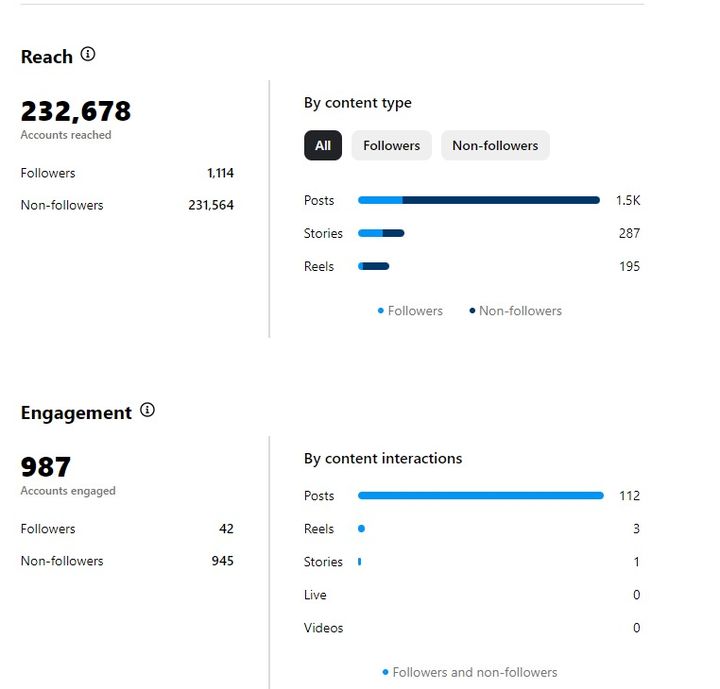 Reach
232,678
Accounts reached
Followers 1,114
Non-followers 231,564
By content type
All Followers Non-followers
Posts 1.5K
Stories 287
Reels 195
Followers Non-followers
Engagement
987
Accounts engaged
Followers 42
Non-followers 945
By content interactions
Posts 112
Reels 3
Stories 1
Live 0
Videos 0
Followers and non-followers